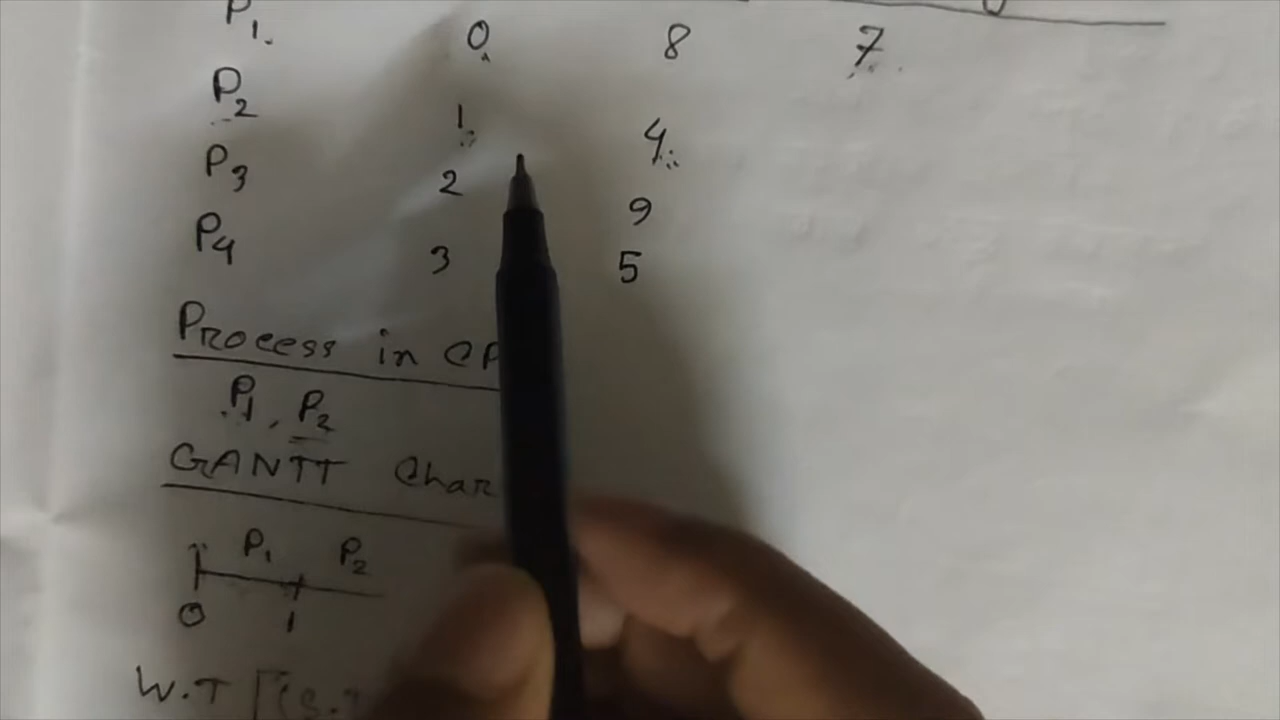 P1 0 8 7
P2 1 4
P3 2 9
P4 3 5
Process in CP
P1, P2
GANTT Char
P1 P2
0 1
W.T [(S.T